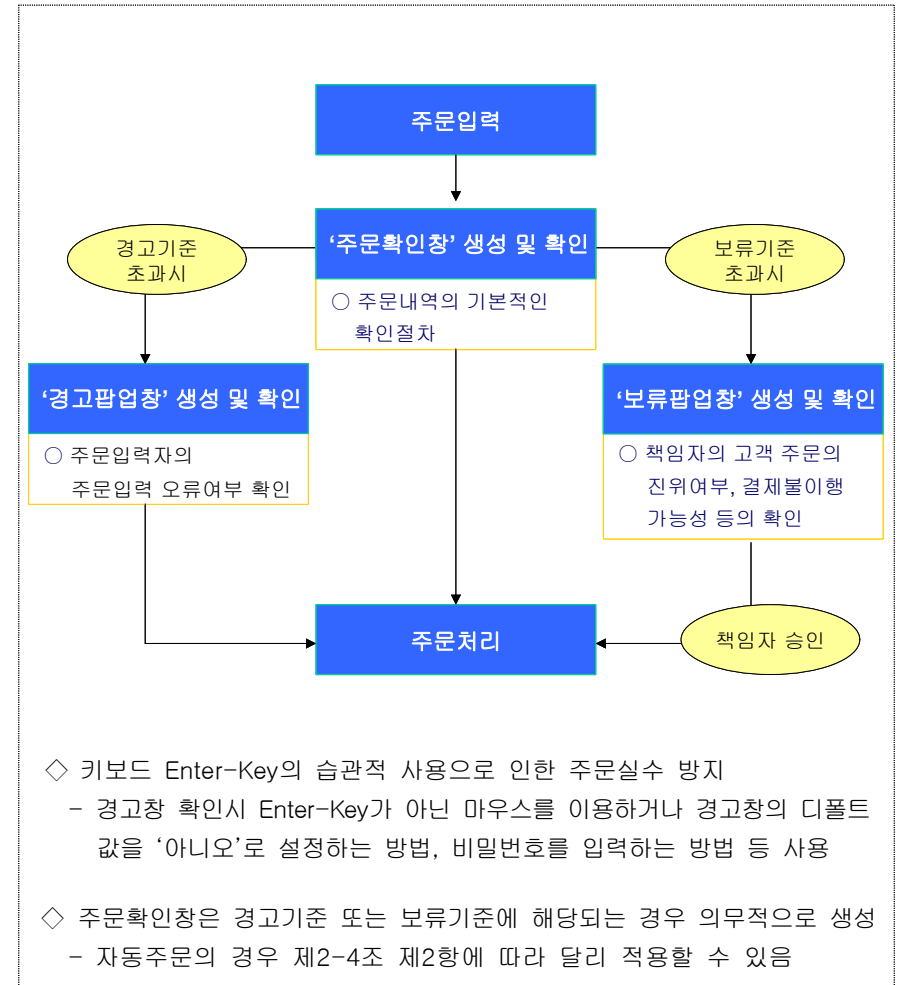 주문입력
‘주문확인창’ 생성 및 확인
○ 주문내역의 기본적인
확인절차
경고기준
초과시
보류기준
초과시
‘경고팝업창’ 생성 및 확인
○ 주문입력자의
주문입력 오류여부 확인
‘보류팝업창’ 생성 및 확인
○ 책임자의 고객 주문의
진위여부, 결제불이행
가능성 등의 확인
주문처리
책임자 승인
◇ 키보드 Enter-Key의 습관적 사용으로 인한 주문실수 방지
- 경고창 확인시 Enter-Key가 아닌 마우스를 이용하거나 경고창의 디폴트
값을 ‘아니오’로 설정하는 방법, 비밀번호를 입력하는 방법 등 사용
◇ 주문확인창은 경고기준 또는 보류기준에 해당되는 경우 의무적으로 생성
- 자동주문의 경우 제2-4조 제2항에 따라 달리 적용할 수 있음